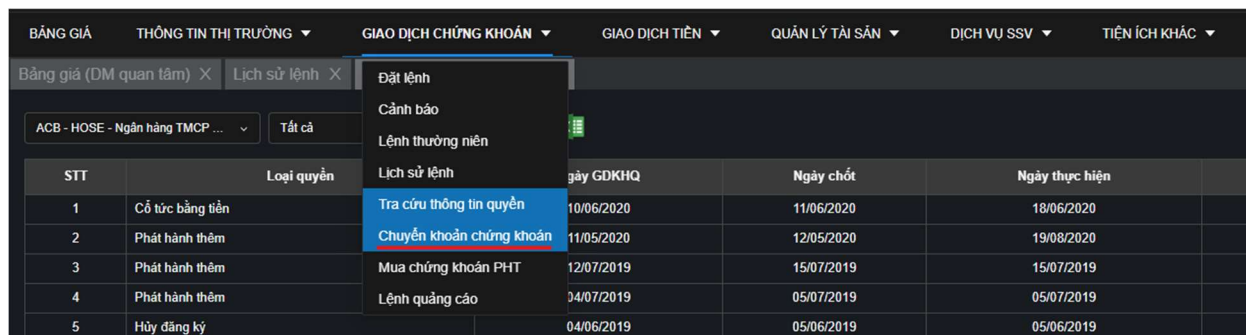 BẢNG GIÁ THÔNG TIN THỊ TRƯỜNG ▼ GIAO DỊCH CHỨNG KHOÁN ▼ GIAO DỊCH TIỀN ▼ QUẢN LÝ TÀI SẢN ▼ DỊCH VỤ SSV ▼ TIỆN ÍCH KHÁC ▼
Bảng giá (DM quan tâm) X Lịch sử lệnh X
Đặt lệnh
Cảnh báo
Lệnh thường niên
Lịch sử lệnh
Tra cứu thông tin quyền
Chuyển khoản chứng khoán
Mua chứng khoán PHT
Lệnh quảng cáo
ACB - HOSE - Ngân hàng TMCP ... Tất cả
STT Loại quyền GDKHQ Ngày chốt Ngày thực hiện
1 Cổ tức bằng tiền 10/06/2020 11/06/2020 18/06/2020
2 Phát hành thêm 11/05/2020 12/05/2020 19/08/2020
3 Phát hành thêm 12/07/2019 15/07/2019 15/07/2019
4 Phát hành thêm 04/07/2019 05/07/2019 05/07/2019
5 Hủy đăng ký 04/06/2019 05/06/2019 05/06/2019